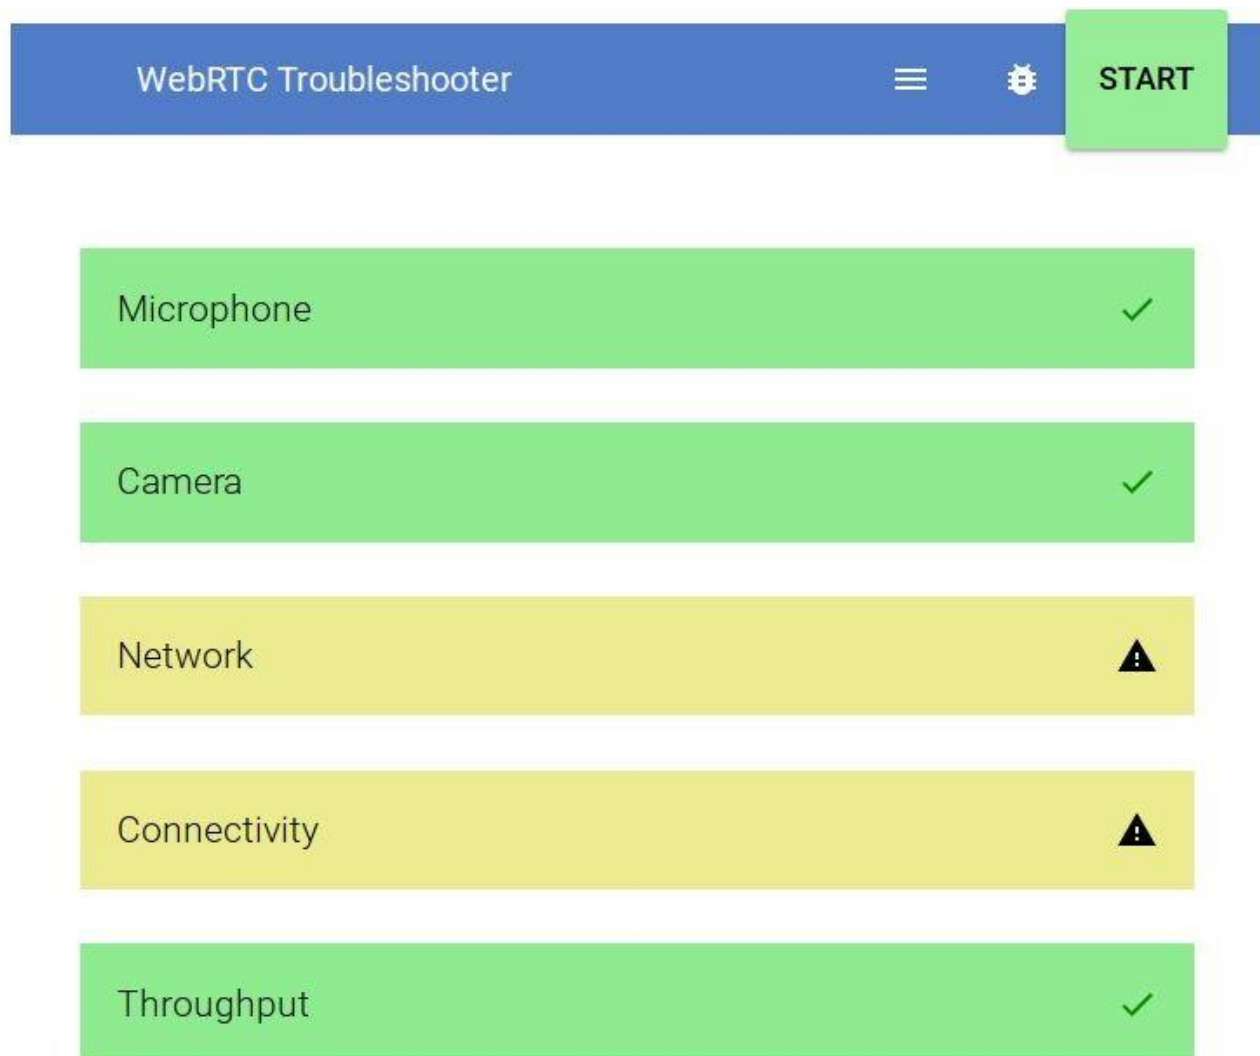 WebRTC Troubleshooter
START
Microphone
Camera
Network
Connectivity
Throughput